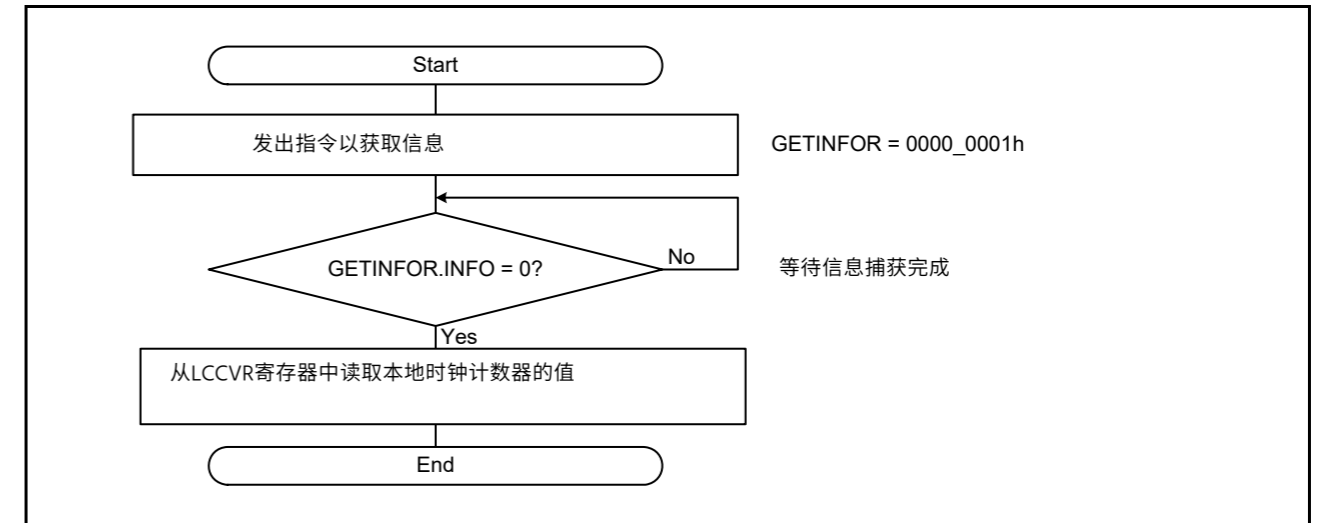 Start
发出指令以获取信息
GETINFOR = 0000_0001h
GETINFOR.INFO = 0?
No
等待信息捕获完成
Yes
从LCCVR寄存器中读取本地时钟计数器的值
End